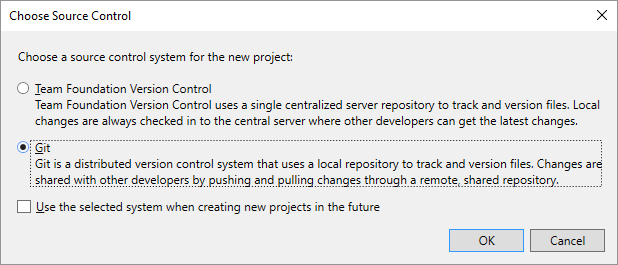 Choose Source Control
Choose a source control system for the new project:
Team Foundation Version Control
Team Foundation Version Control uses a single centralized server repository to track and version files. Local
changes are always checked in to the central server where other developers can get the latest changes.
Git
Git is a distributed version control system that uses a local repository to track and version files. Changes are
shared with other developers by pushing and pulling changes through a remote, shared repository.
Use the selected system when creating new projects in the future
OK
Cancel